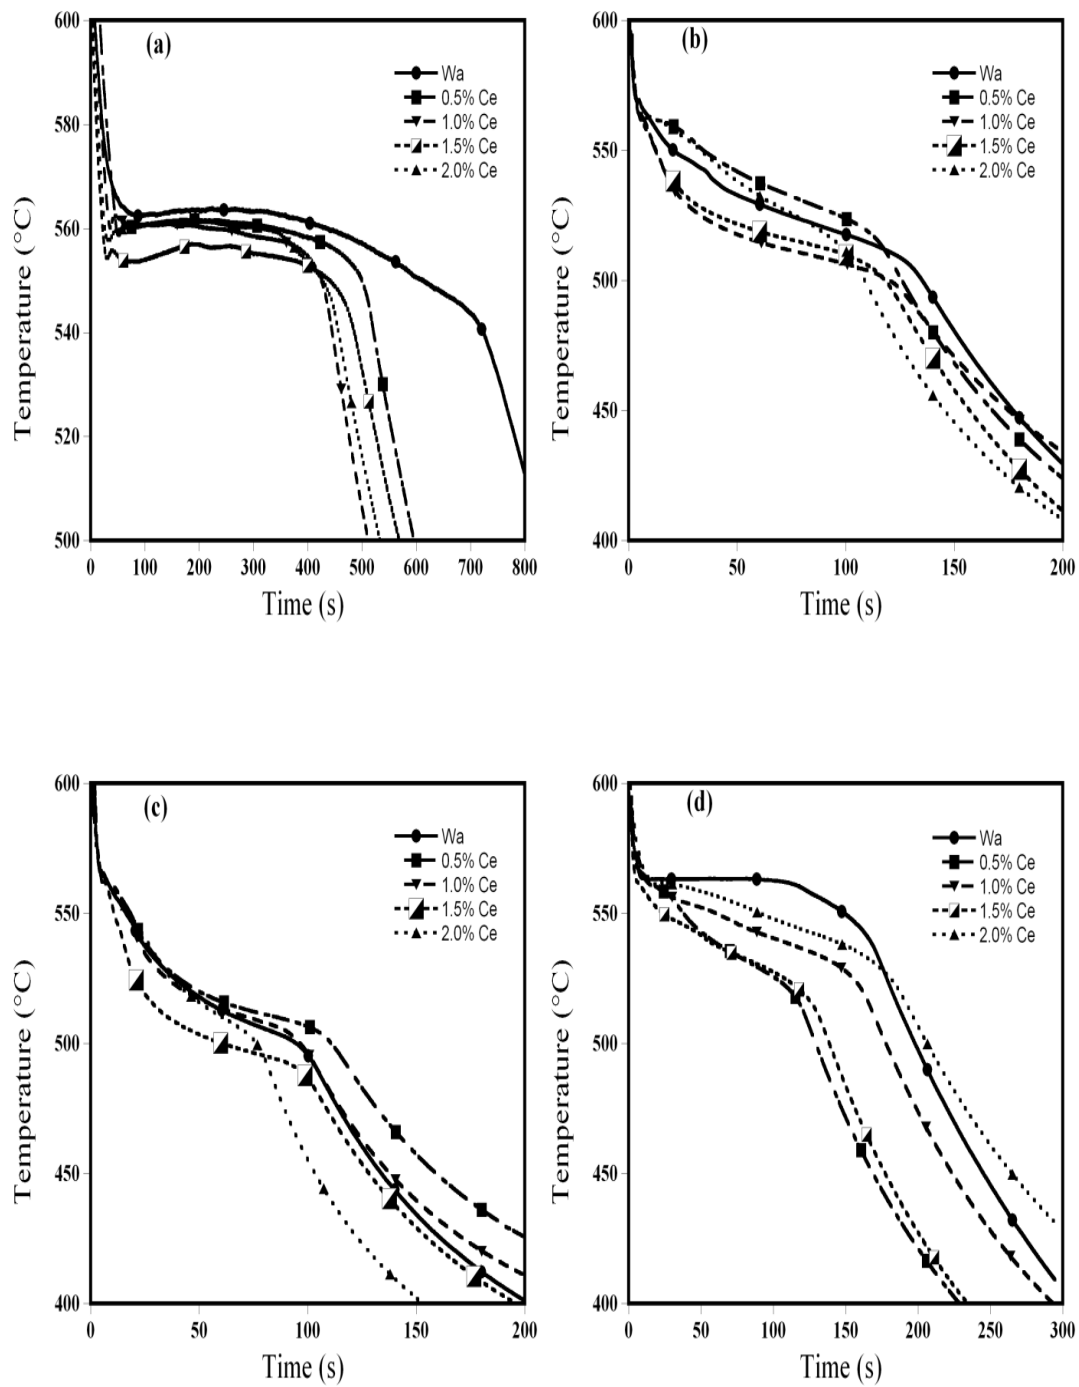 (a)
Wa
0.5% Ce
1.0% Ce
1.5% Ce
2.0% Ce
600
580
560
540
520
500
0 100 200 300 400 500 600 700 800
Temperature (°C)
Time (s)
(b)
Wa
0.5% Ce
1.0% Ce
1.5% Ce
2.0% Ce
600
550
500
450
400
0 50 100 150 200
Temperature (°C)
Time (s)
(c)
Wa
0.5% Ce
1.0% Ce
1.5% Ce
2.0% Ce
600
550
500
450
400
0 50 100 150 200
Temperature (°C)
Time (s)
(d)
Wa
0.5% Ce
1.0% Ce
1.5% Ce
2.0% Ce
600
550
500
450
400
0 50 100 150 200 250 300
Temperature (°C)
Time (s)